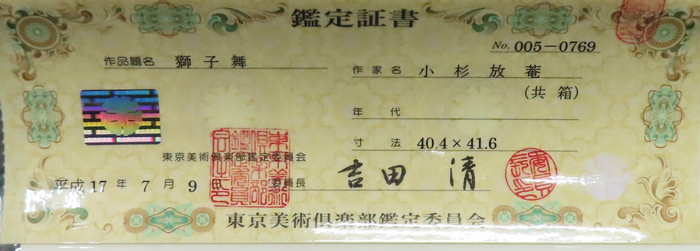 鑑定証書
No. 005-0769
作品題名 獅子舞
作家名 小杉放菴
(共箱)
年代
寸法 40.4×41.6
東京美術倶楽部鑑定委員会
平成17年7月9
委員長 吉田清
東京美術倶楽部鑑定委員会